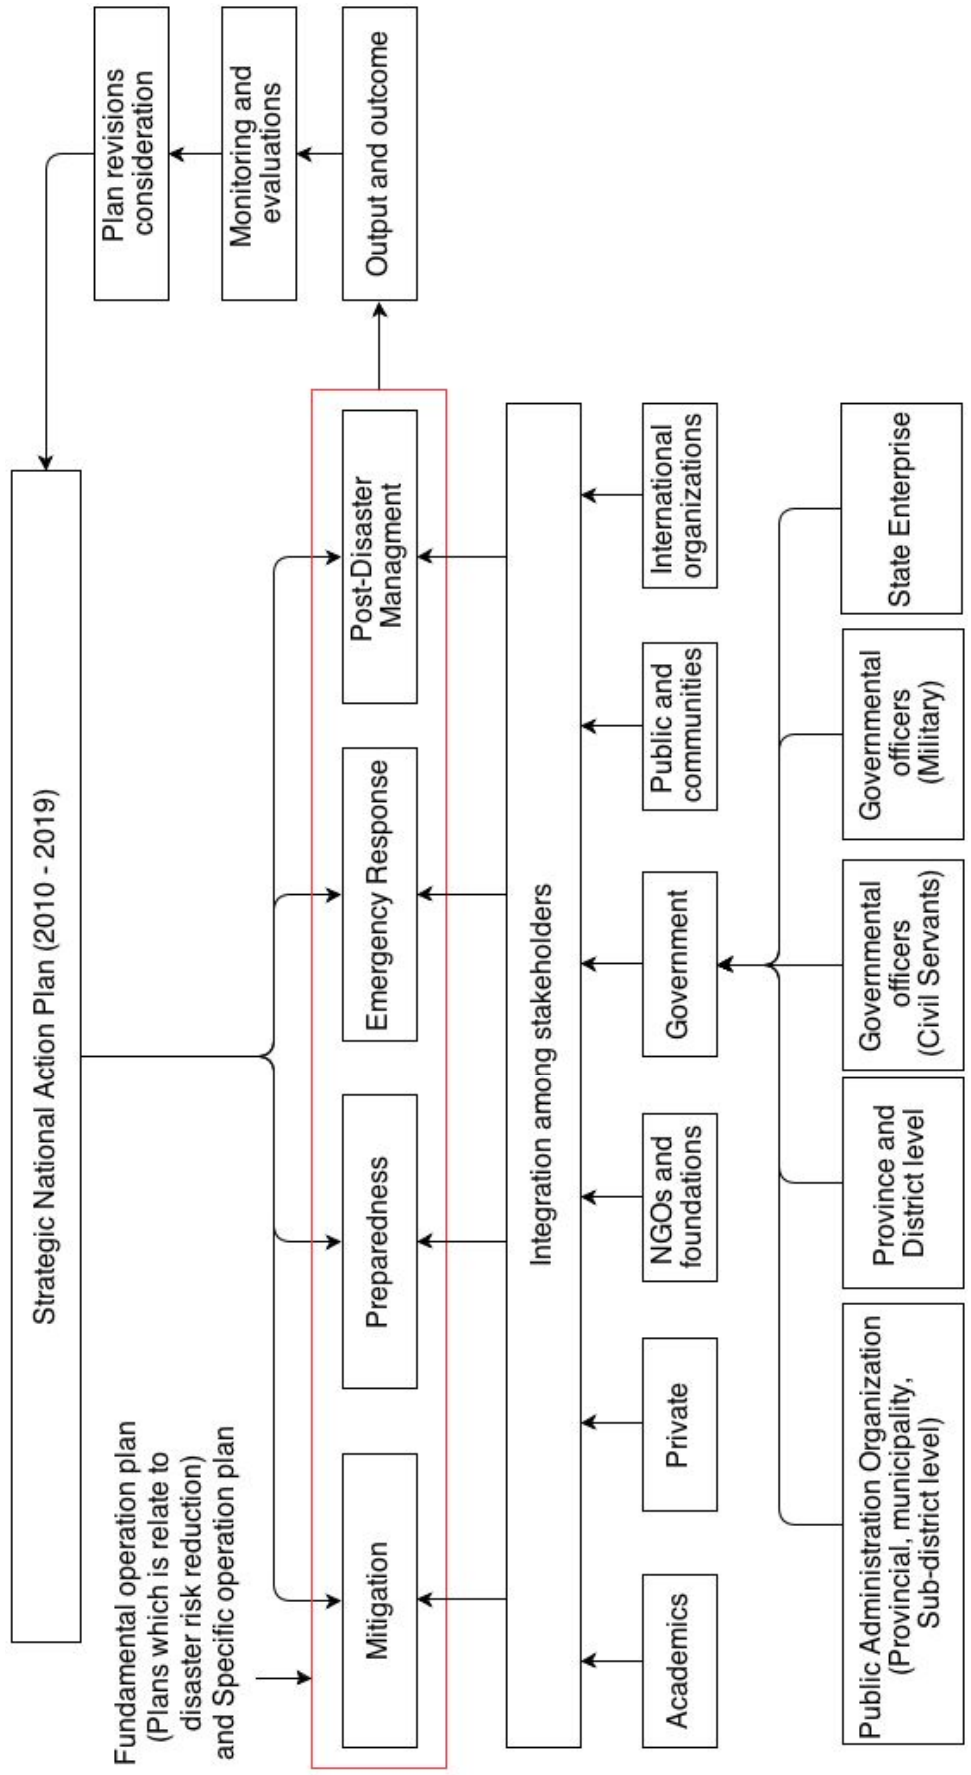 Strategic National Action Plan (2010 - 2019)
Plan revisions
consideration
Monitoring and
evaluations
Output and outcome
Fundamental operation plan
(Plans which is relate to
disaster risk reduction)
and Specific operation plan
Mitigation
Preparedness
Emergency Response
Post-Disaster
Managment
Integration among stakeholders
Academics
Private
NGOs and
foundations
Government
Public and
communities
International
organizations
Public Administration Organization
(Provincial, municipality,
Sub-district level)
Province and
District level
Governmental
officers
(Civil Servants)
Governmental
officers
(Military)
State Enterprise